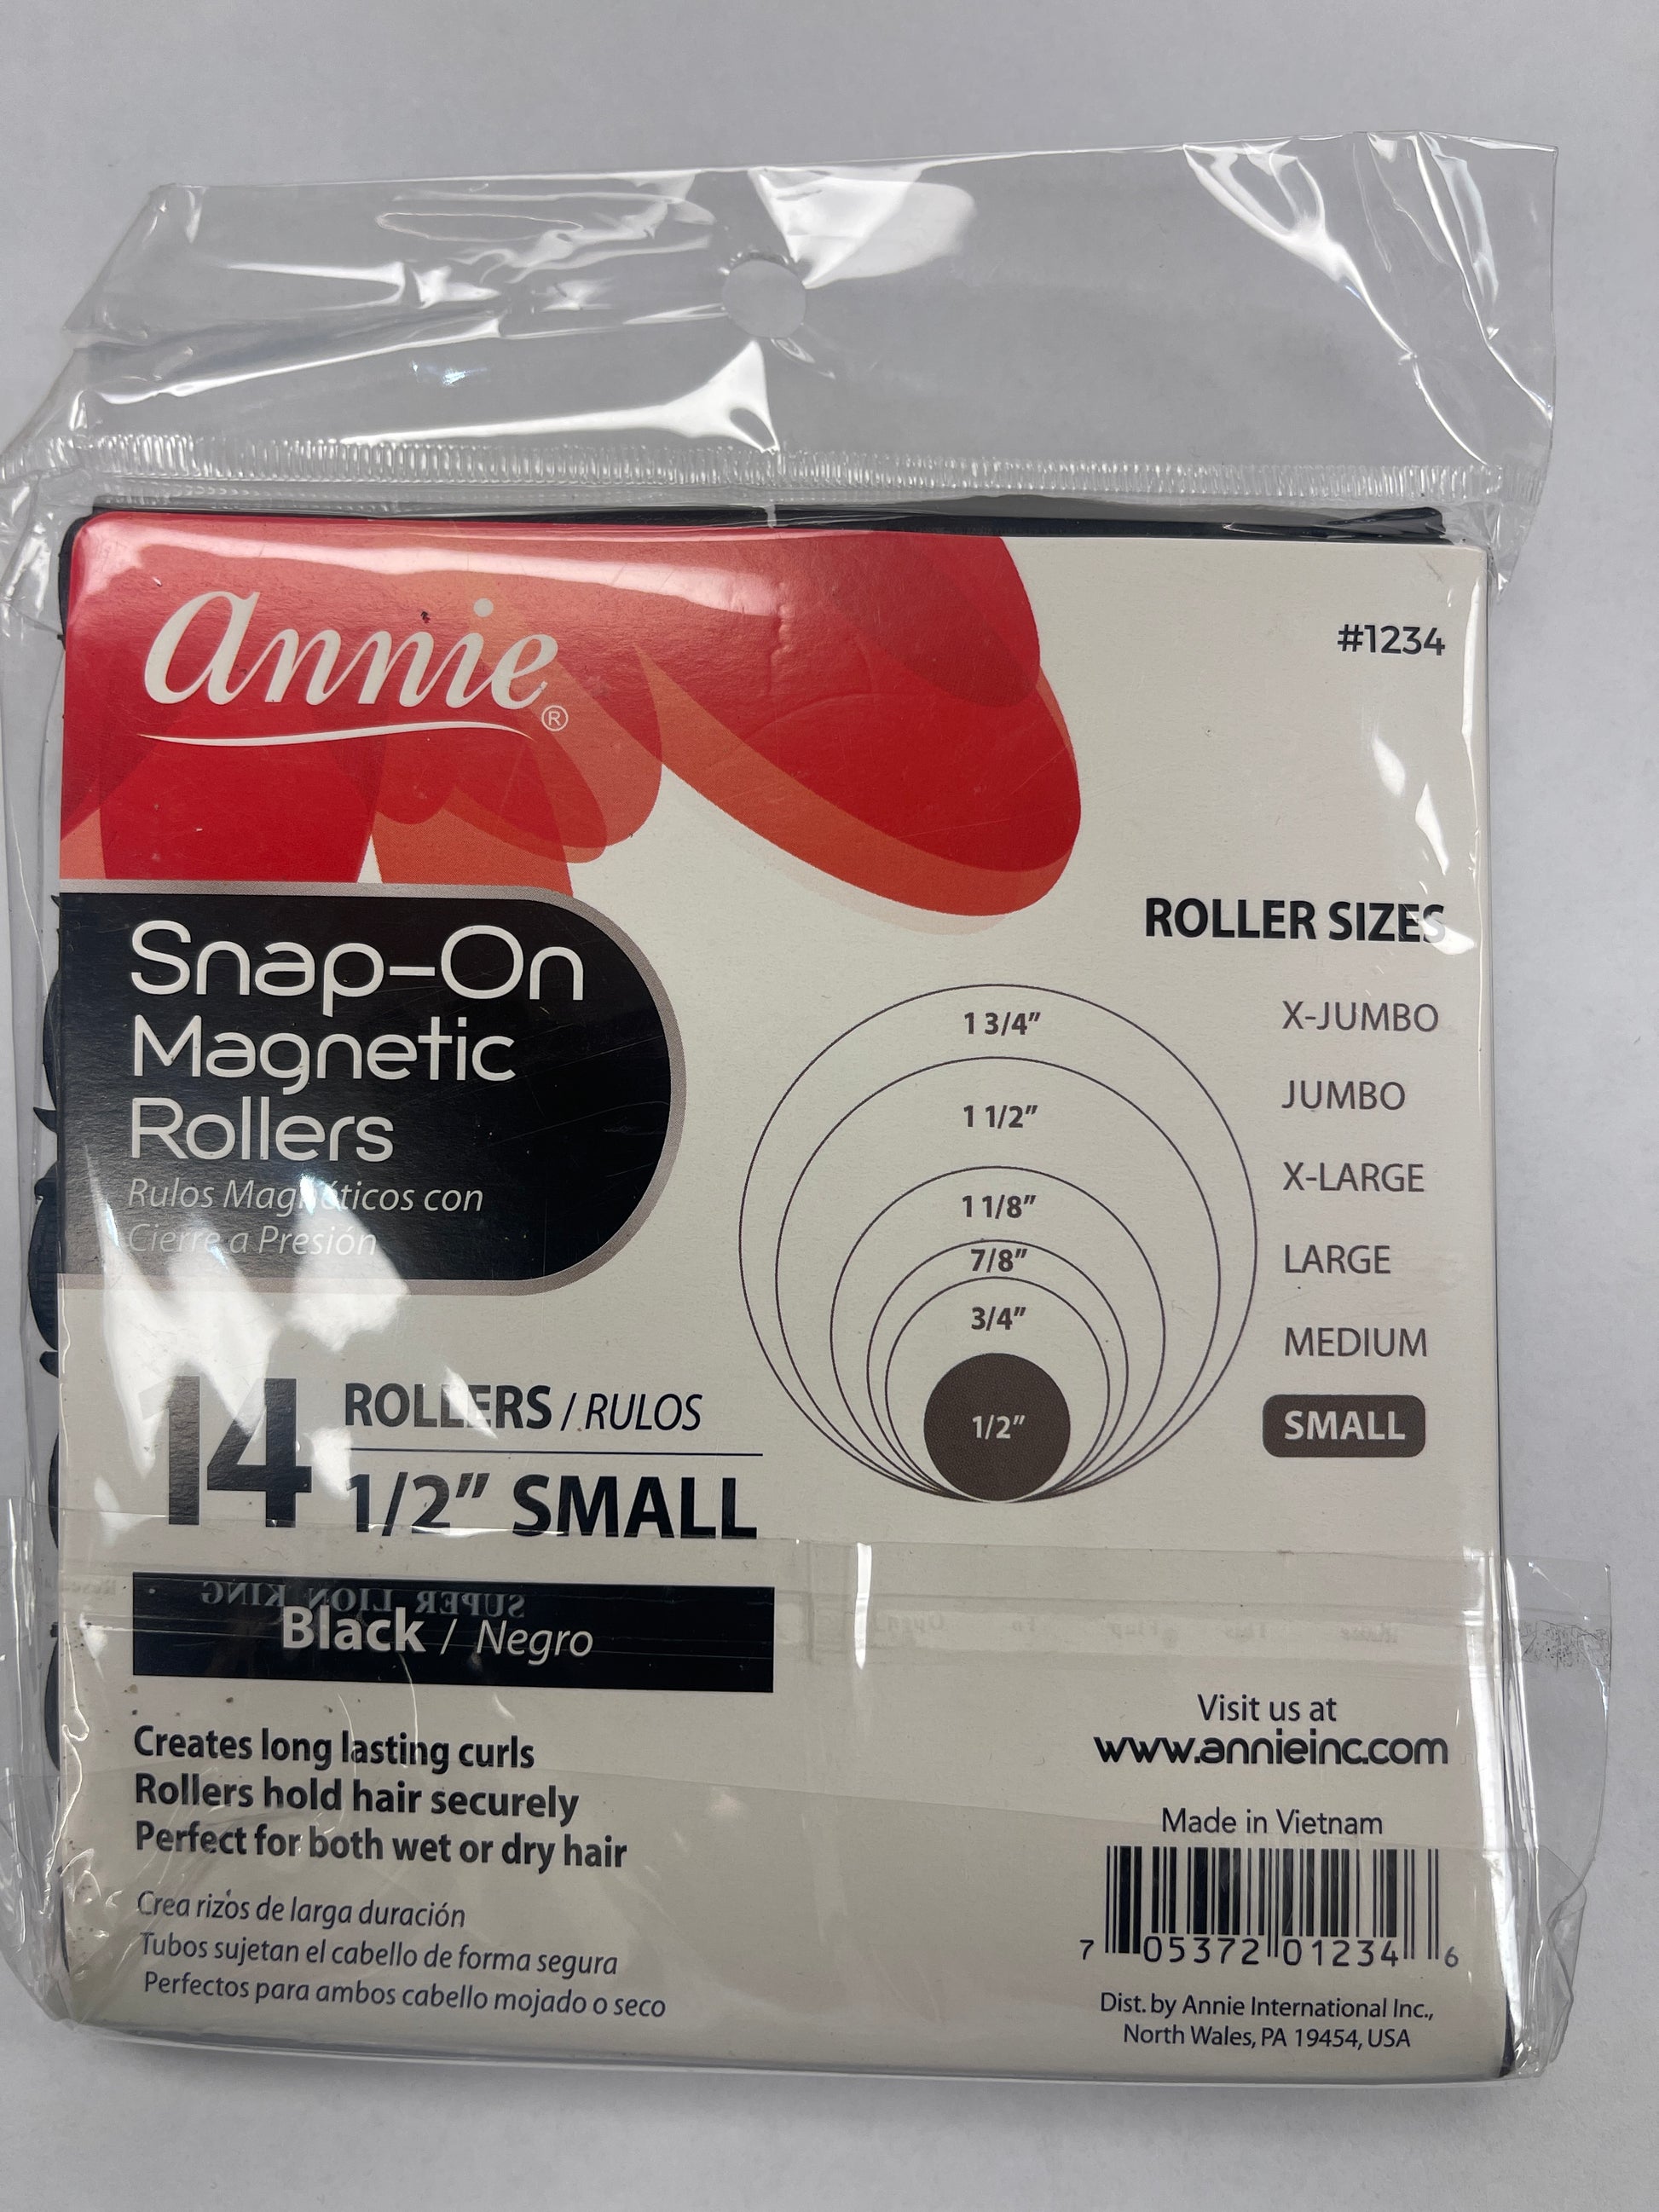 annie®
#1234
Snap-On
Magnetic
Rollers
Rulos Magnéticos con
Cierre a Presión
ROLLER SIZES
1 3/4" X-JUMBO
1 1/2" JUMBO
1 1/8" X-LARGE
7/8" LARGE
3/4" MEDIUM
1/2" SMALL
14 ROLLERS / RULOS
1/2" SMALL
SUPER LION KING
Black / Negro
Creates long lasting curls
Rollers hold hair securely
Perfect for both wet or dry hair
Crea rizos de larga duración
Tubos sujetan el cabello de forma segura
Perfectos para ambos cabello mojado o seco
Visit us at
www.annieinc.com
Made in Vietnam
7 05372 01234 6
Dist. by Annie International Inc.,
North Wales, PA 19454, USA